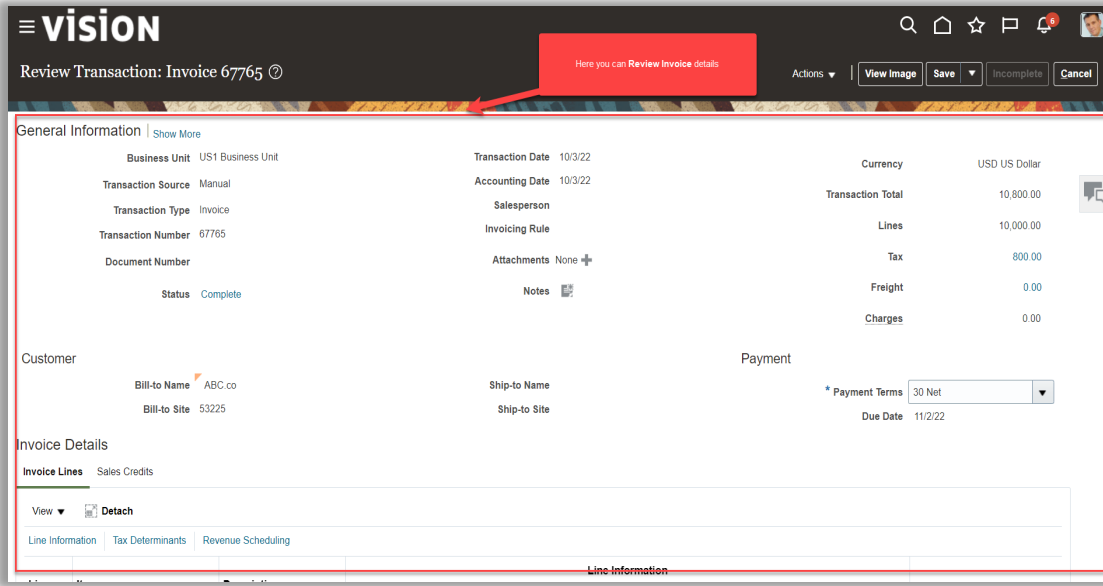 vision
6
Review Transaction: Invoice 67765
Here you can Review Invoice details
Actions
View Image
Save
Incomplete
Cancel
General Information
Show More
Business Unit US1 Business Unit
Transaction Source Manual
Transaction Type Invoice
Transaction Number 67765
Document Number
Status Complete
Transaction Date 10/3/22
Accounting Date 10/3/22
Salesperson
Invoicing Rule
Attachments None
Notes
Currency USD US Dollar
Transaction Total 10,800.00
Lines 10,000.00
Tax 800.00
Freight 0.00
Charges 0.00
Customer
Bill-to Name ABC.co
Bill-to Site 53225
Ship-to Name
Ship-to Site
Payment
* Payment Terms 30 Net
Due Date 11/2/22
Invoice Details
Invoice Lines Sales Credits
View Detach
Line Information Tax Determinants Revenue Scheduling
Line Information